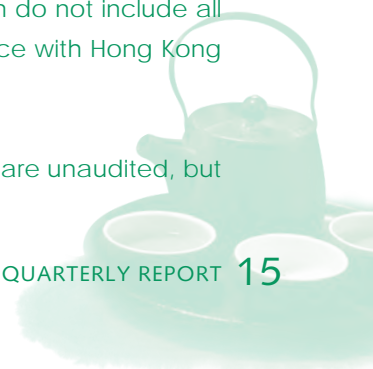 do not include all
ce with Hong Kong
are unaudited, but
QUARTERLY REPORT 15